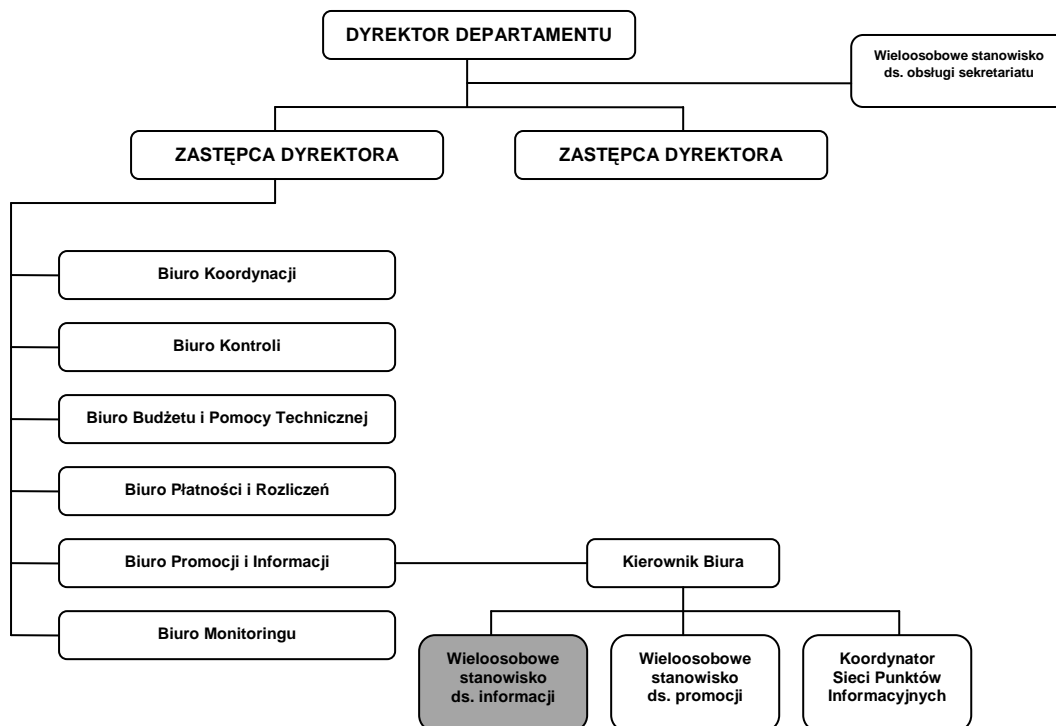 DYREKTOR DEPARTAMENTU
Wieloosobowe stanowisko
ds. obsługi sekretariatu
ZASTĘPCA DYREKTORA
ZASTĘPCA DYREKTORA
Biuro Koordynacji
Biuro Kontroli
Biuro Budżetu i Pomocy Technicznej
Biuro Płatności i Rozliczeń
Biuro Promocji i Informacji
Kierownik Biura
Biuro Monitoringu
Wieloosobowe
stanowisko
ds. informacji
Wieloosobowe
stanowisko
ds. promocji
Koordynator
Sieci Punktów
Informacyjnych